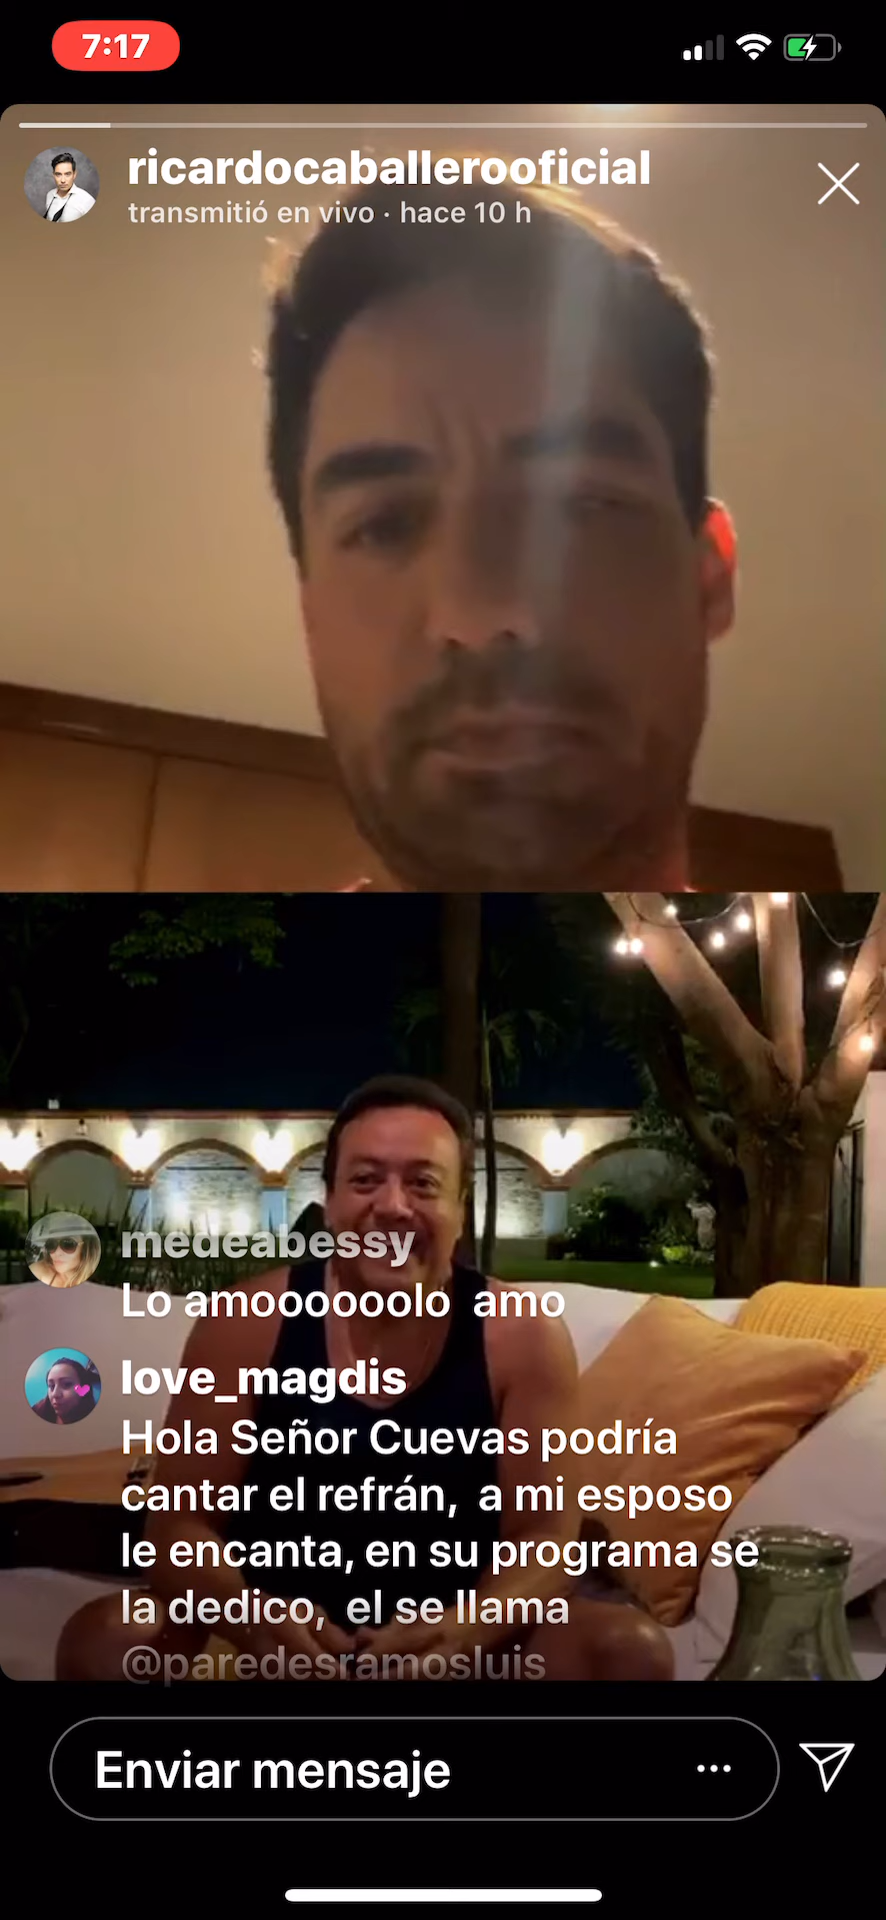 7:17
ricardocaballerooficial
transmitió en vivo · hace 10 h
medeabessy
Lo amoooooolo amo
love_magdis
Hola Señor Cuevas podría
cantar el refrán, a mi esposo
le encanta, en su programa se
la dedico, el se llama
@paredesramosluis
Enviar mensaje